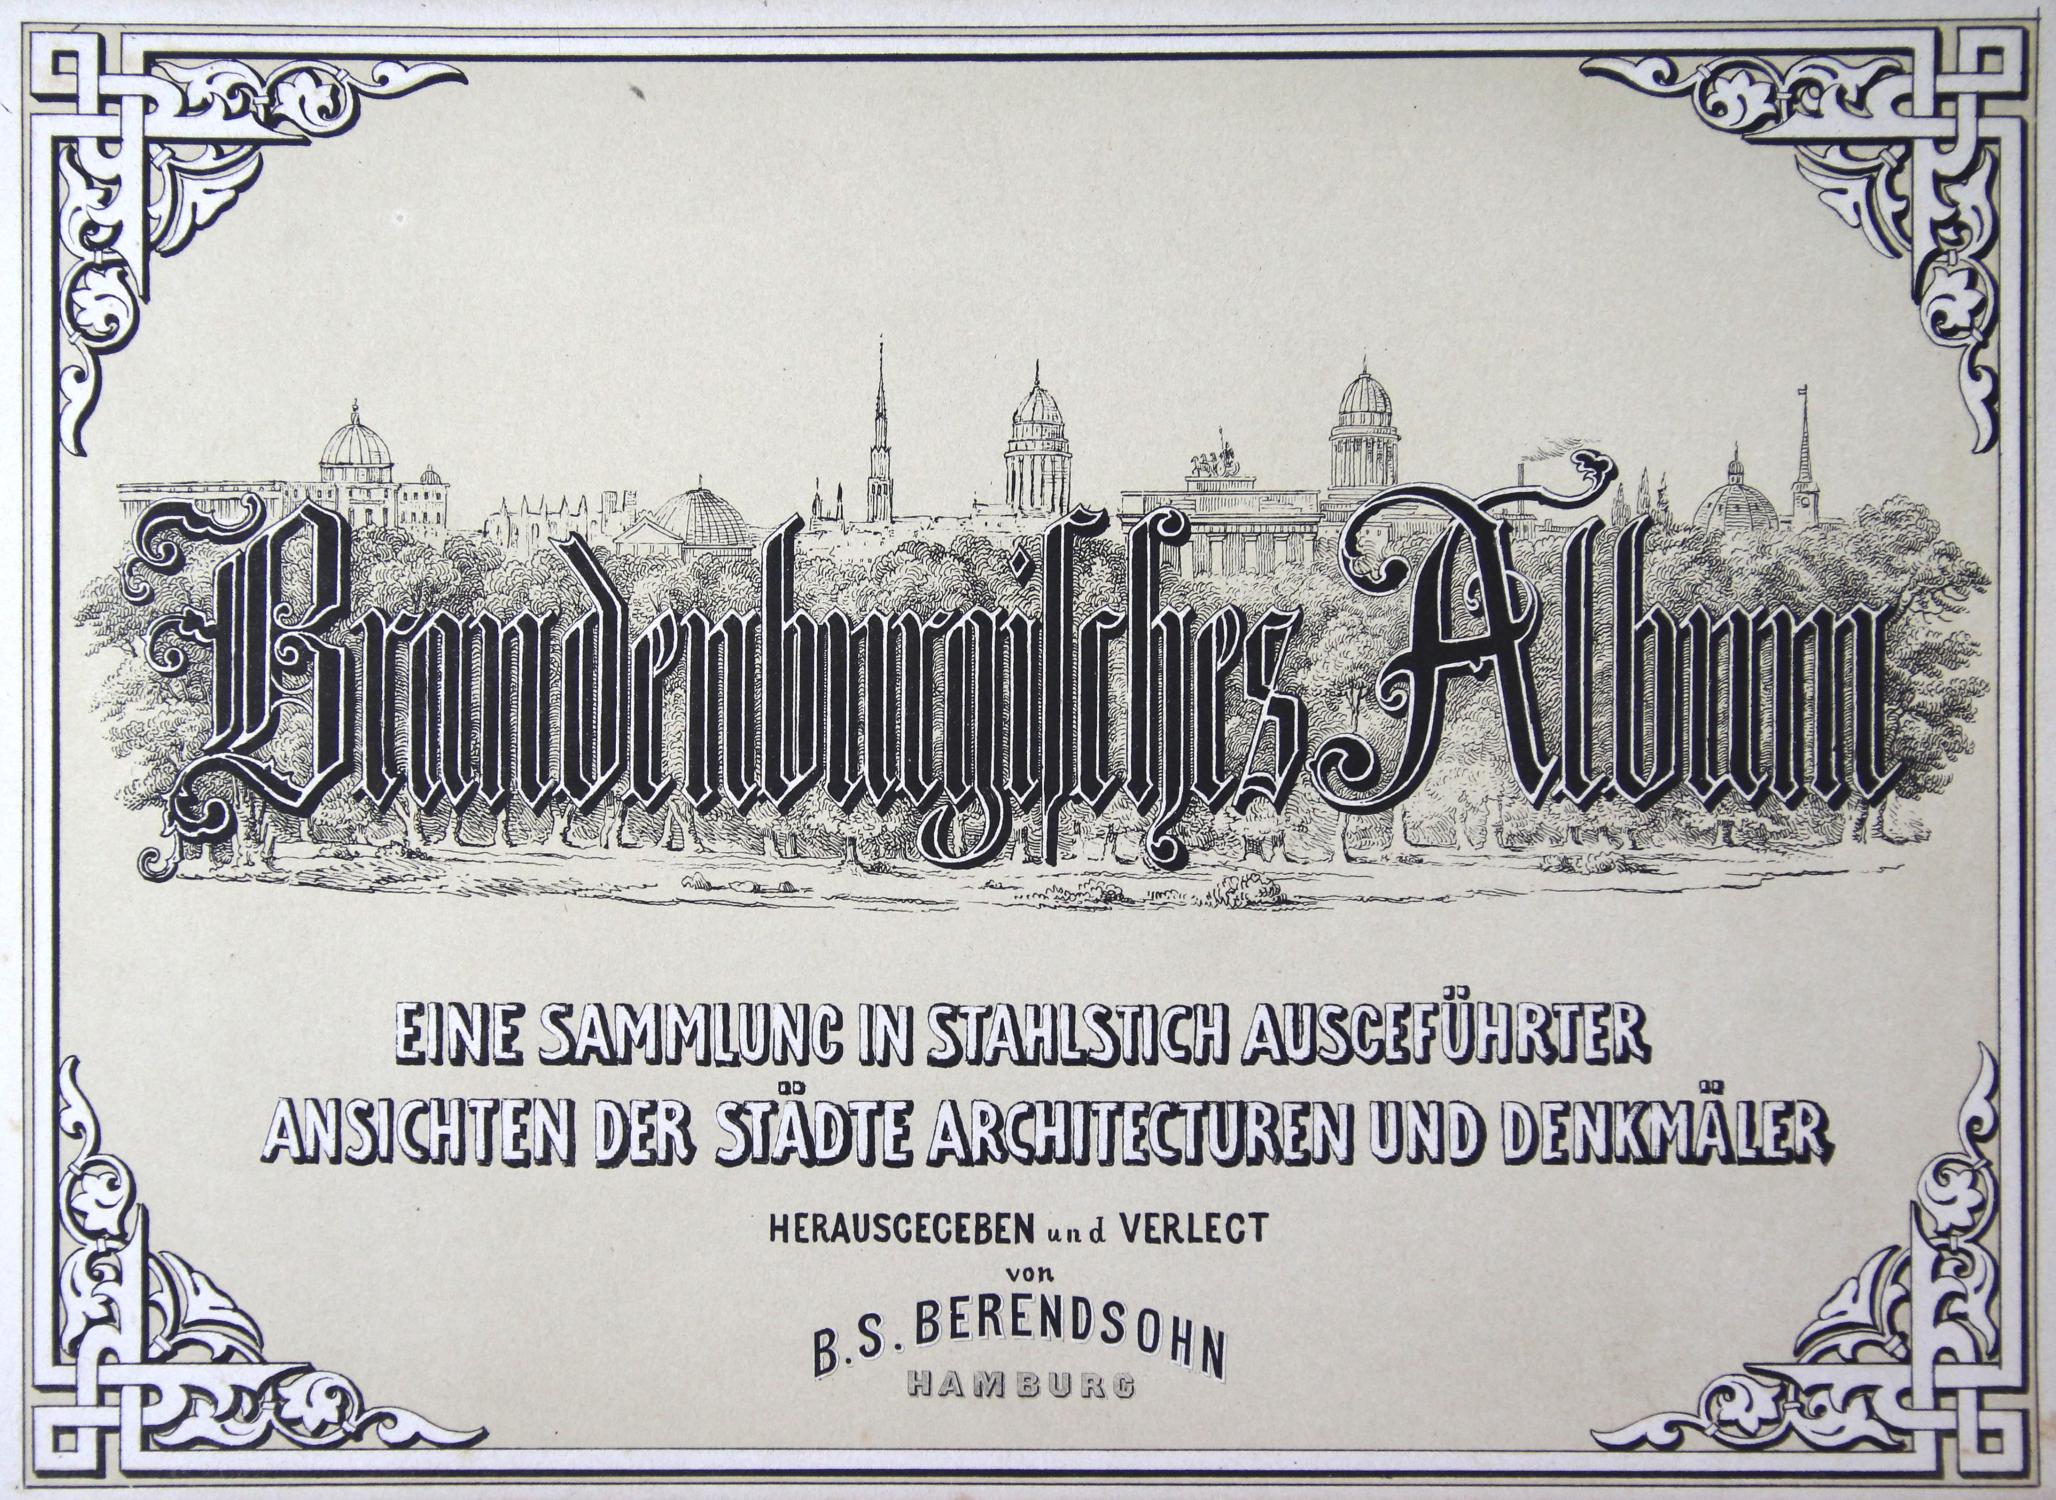 Brandenburgiſches Album
EINE SAMMLUNG IN STAHLSTICH AUSGEFÜHRTER
ANSICHTEN DER STÄDTE ARCHITECTUREN UND DENKMÄLER
HERAUSGEGEBEN und VERLEGT
von
B. S. BERENDSOHN
HAMBURG